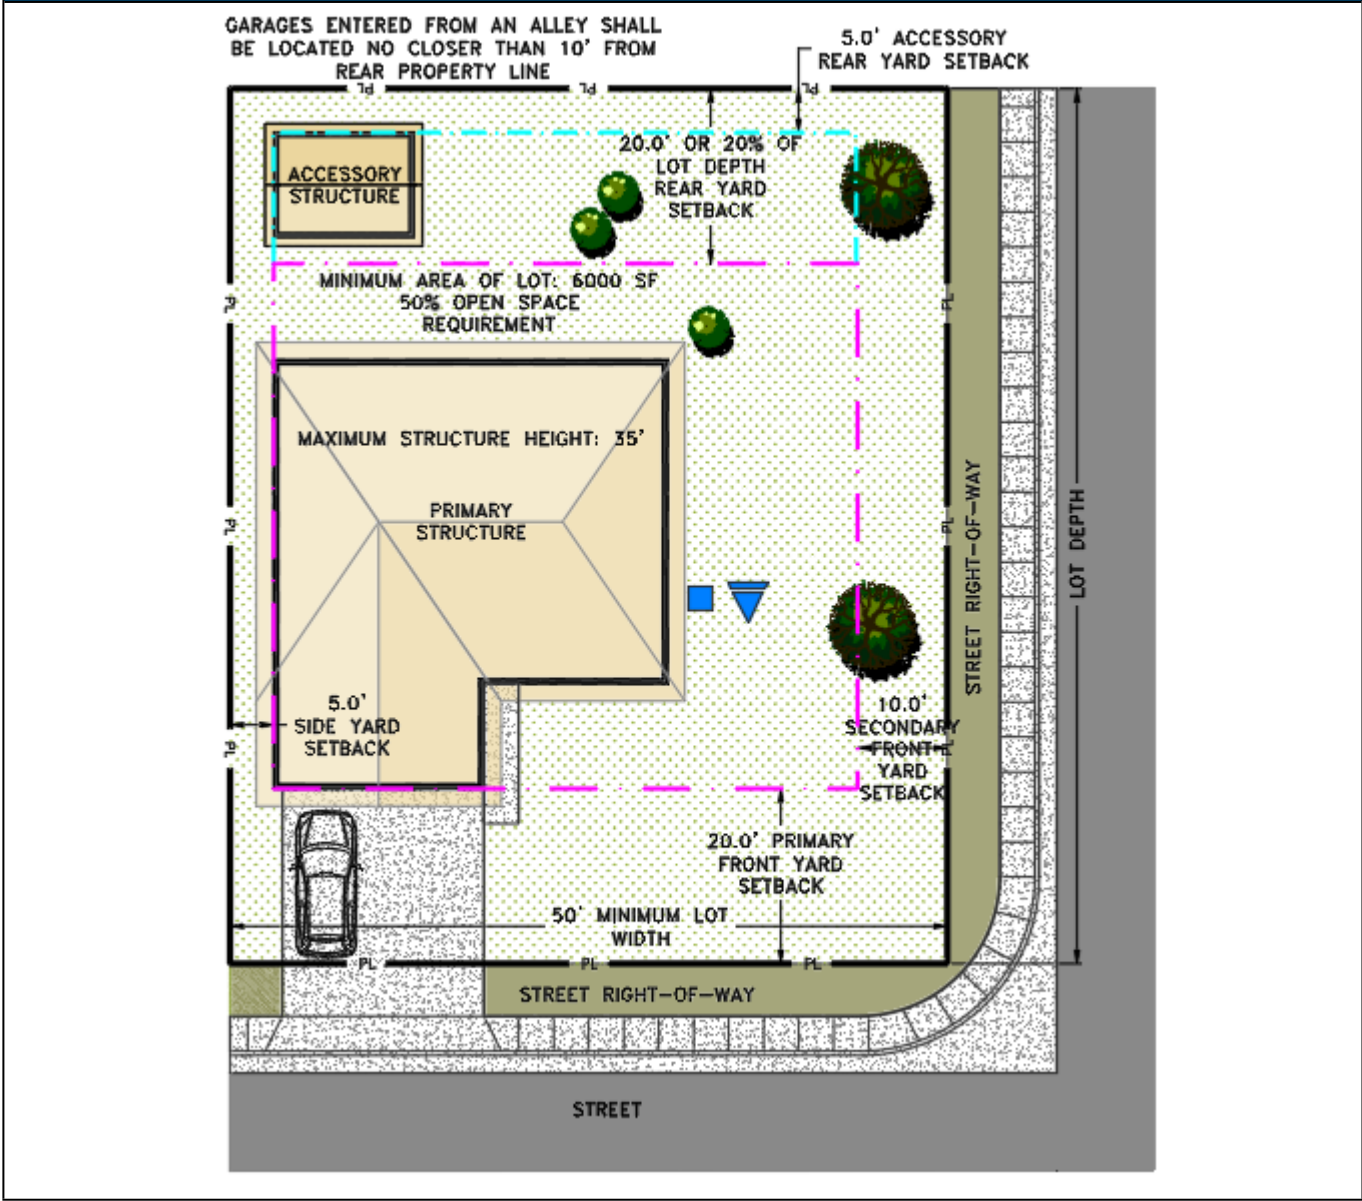 GARAGES ENTERED FROM AN ALLEY SHALL
BE LOCATED NO CLOSER THAN 10' FROM
REAR PROPERTY LINE
5.0' ACCESSORY
REAR YARD SETBACK
PL
PL
PL
20.0' OR 20% OF
LOT DEPTH
REAR YARD
SETBACK
ACCESSORY
STRUCTURE
MINIMUM AREA OF LOT: 6000 SF
50% OPEN SPACE
REQUIREMENT
PL
PL
MAXIMUM STRUCTURE HEIGHT: 35'
PRIMARY
STRUCTURE
PL
PL
STREET RIGHT-OF-WAY
LOT DEPTH
5.0'
SIDE YARD
SETBACK
PL
10.0'
SECONDARY
FRONT
YARD
SETBACK
20.0' PRIMARY
FRONT YARD
SETBACK
50' MINIMUM LOT
WIDTH
PL
PL
PL
STREET RIGHT-OF-WAY
STREET